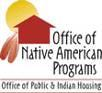 Office of
Native American
Programs
Office of Public & Indian Housing